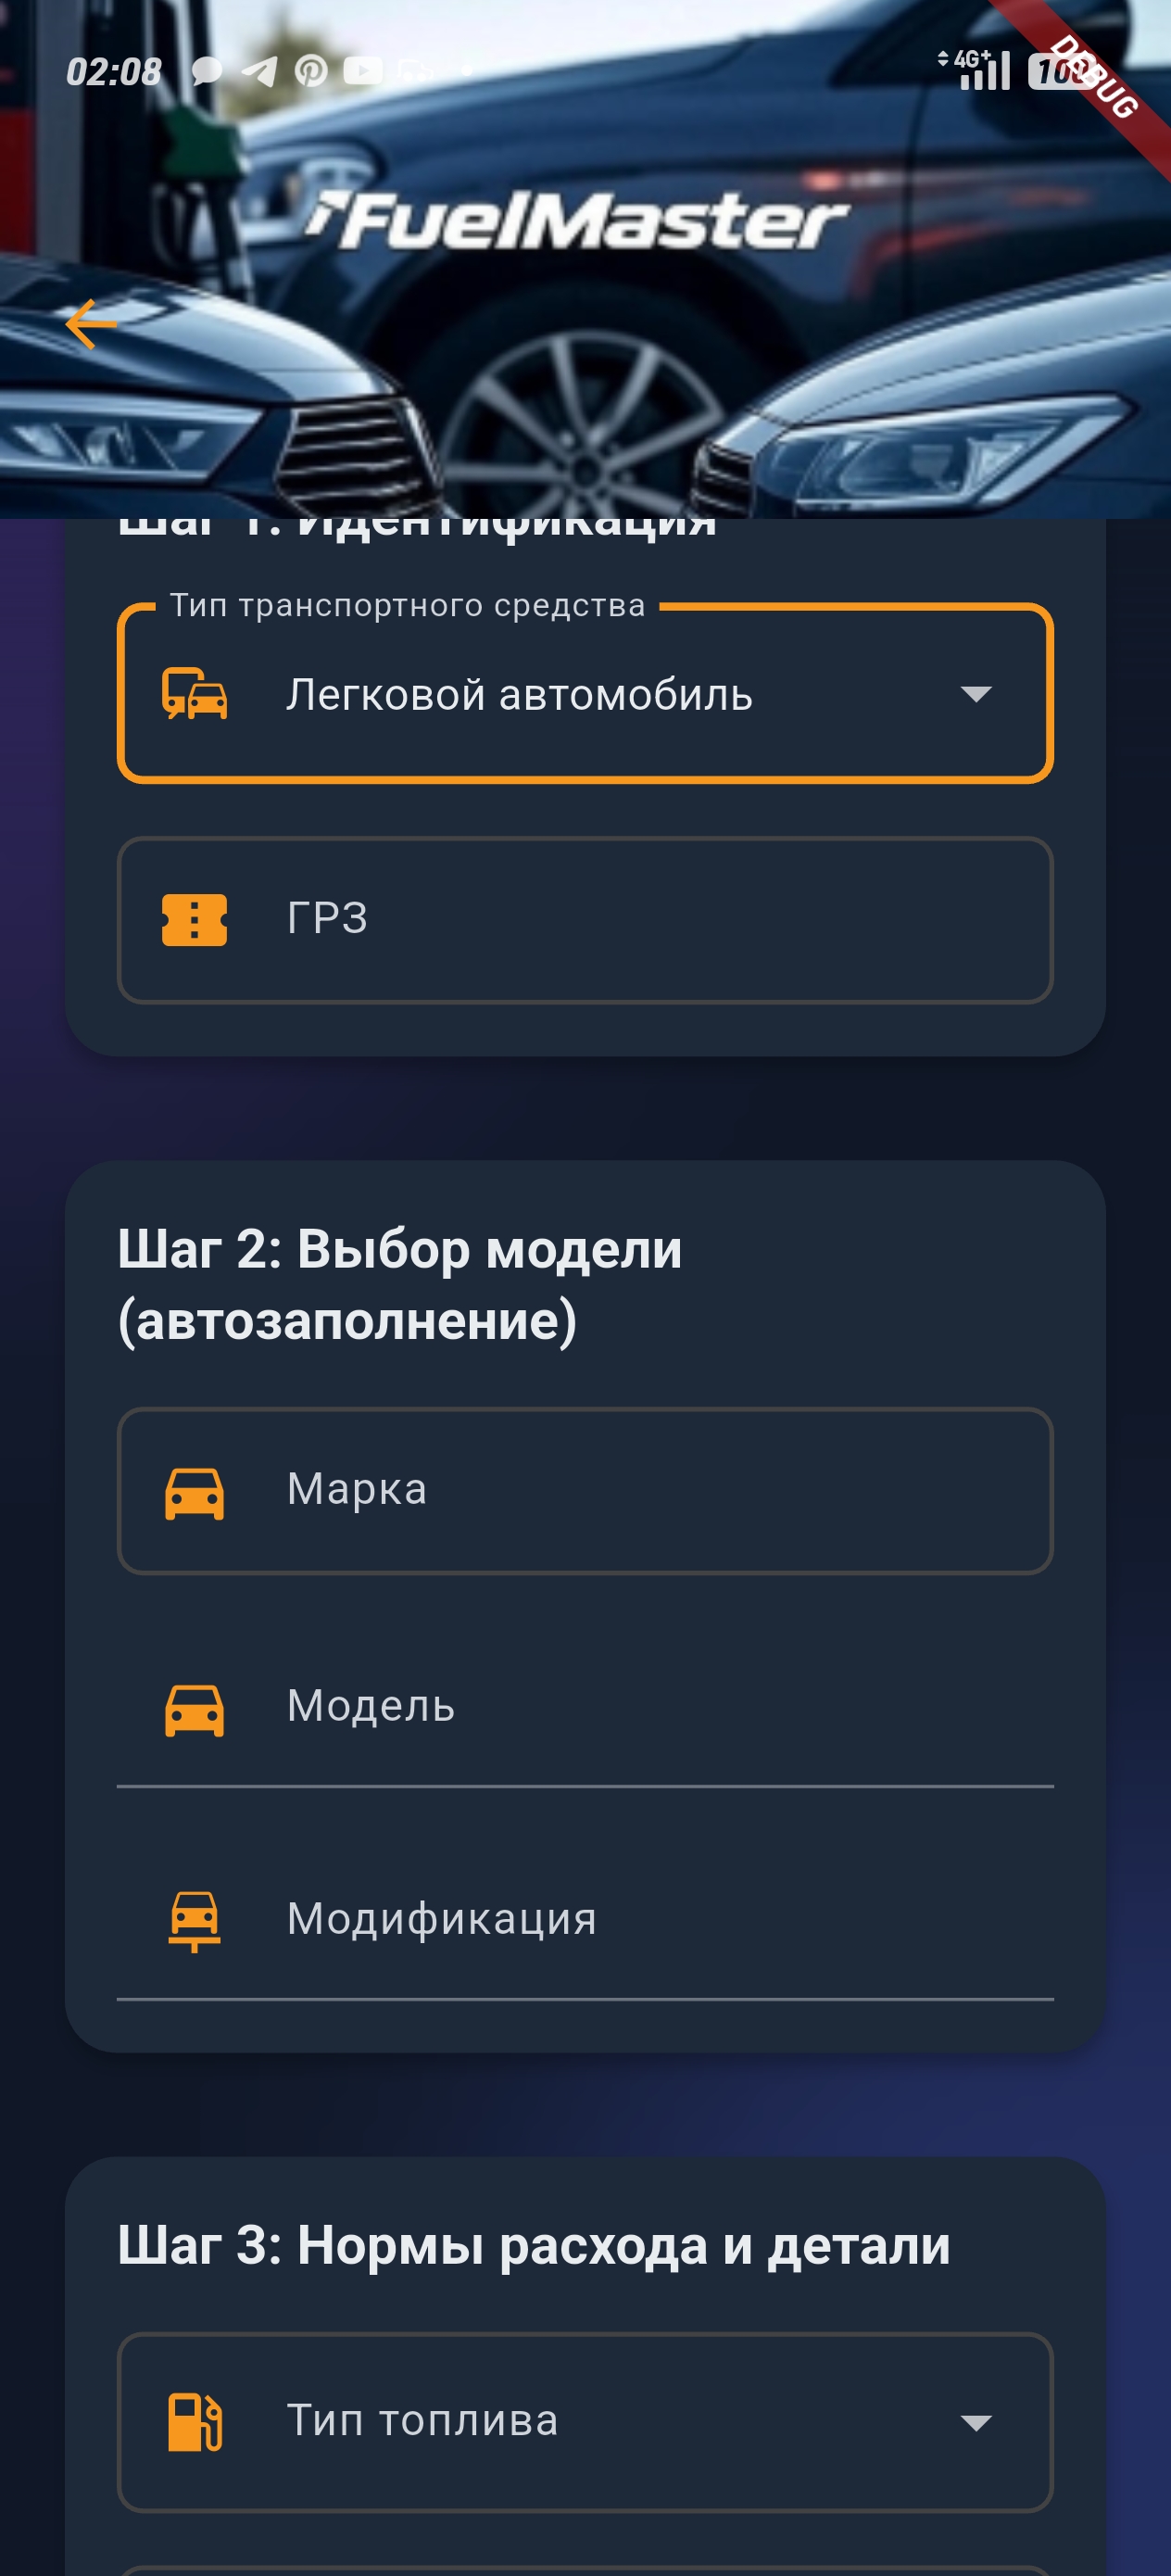 02:08
4G+
100
DEBUG
FuelMaster
Шаг 1: Идентификация
Тип транспортного средства
Легковой автомобиль
ГРЗ
Шаг 2: Выбор модели
(автозаполнение)
Марка
Модель
Модификация
Шаг 3: Нормы расхода и детали
Тип топлива